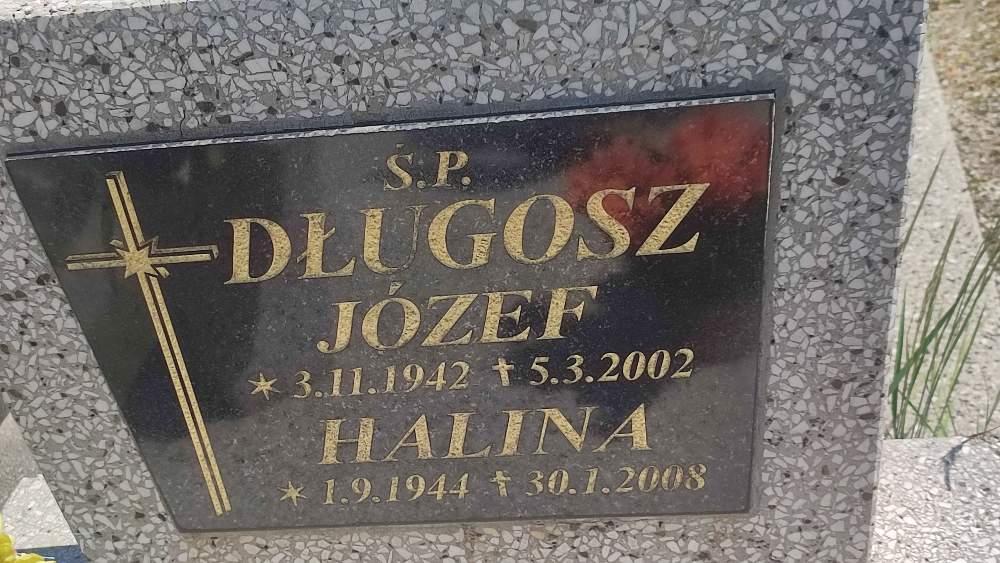 Ś.P.
DŁUGOSZ
JÓZEF
* 3.11.1942 † 5.3.2002
HALINA
* 1.9.1944 † 30.1.2008